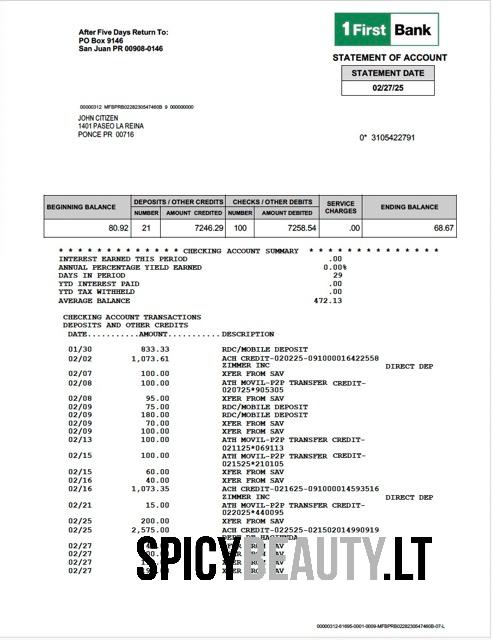 After Five Days Return To:
PO Box 9146
San Juan PR 00908-0146
1First Bank
STATEMENT OF ACCOUNT
STATEMENT DATE
02/27/25
00000312 MFBPRB0228230547460B 9 000000000
JOHN CITIZEN
1401 PASEO LA REINA
PONCE PR 00716
0* 3105422791
BEGINNING BALANCE DEPOSITS / OTHER CREDITS CHECKS / OTHER DEBITS SERVICE CHARGES ENDING BALANCE
NUMBER AMOUNT CREDITED NUMBER AMOUNT DEBITED
80.92 21 7246.29 100 7258.54 .00 68.67
* * * * * * * * * * * * * CHECKING ACCOUNT SUMMARY * * * * * * * * * * * * * *
INTEREST EARNED THIS PERIOD .00
ANNUAL PERCENTAGE YIELD EARNED 0.00%
DAYS IN PERIOD 29
YTD INTEREST PAID .00
YTD TAX WITHHELD .00
AVERAGE BALANCE 472.13
CHECKING ACCOUNT TRANSACTIONS
DEPOSITS AND OTHER CREDITS
DATE...........AMOUNT..........DESCRIPTION
01/30 833.33 RDC/MOBILE DEPOSIT
02/02 1,073.61 ACH CREDIT-020225-091000016422558
ZIMMER INC DIRECT DEP
02/07 100.00 XFER FROM SAV
02/08 100.00 ATH MOVIL-P2P TRANSFER CREDIT-
020725*905305
02/08 95.00 XFER FROM SAV
02/09 75.00 RDC/MOBILE DEPOSIT
02/09 180.00 RDC/MOBILE DEPOSIT
02/09 70.00 XFER FROM SAV
02/09 100.00 XFER FROM SAV
02/13 100.00 ATH MOVIL-P2P TRANSFER CREDIT-
021125*069113
02/15 100.00 ATH MOVIL-P2P TRANSFER CREDIT-
021525*210105
02/15 60.00 XFER FROM SAV
02/16 40.00 XFER FROM SAV
02/16 1,073.35 ACH CREDIT-021625-091000014593516
ZIMMER INC DIRECT DEP
02/21 15.00 ATH MOVIL-P2P TRANSFER CREDIT-
022025*440095
02/25 200.00 XFER FROM SAV
02/25 2,575.00 ACH CREDIT-022525-021502014990919
02/27
02/27
02/27
02/27
SPICYBEAUTY.LT
00000312-61695-0001-0009-MFBPRB0228230547460B-07-L